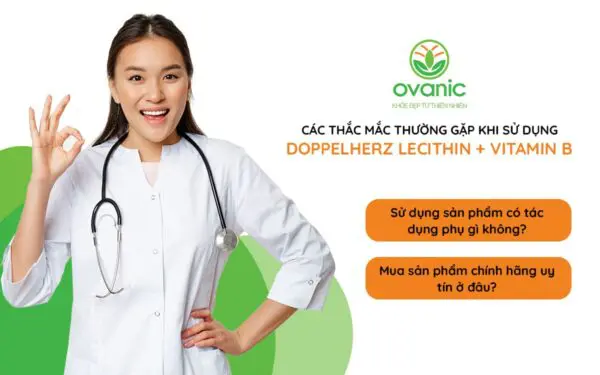 ovanic
KHỎE ĐẸP TỪ THIÊN NHIÊN
CÁC THẮC MẮC THƯỜNG GẶP KHI SỬ DỤNG
DOPPELHERZ LECITHIN + VITAMIN B
Sử dụng sản phẩm có tác
dụng phụ gì không?
Mua sản phẩm chính hãng uy
tín ở đâu?